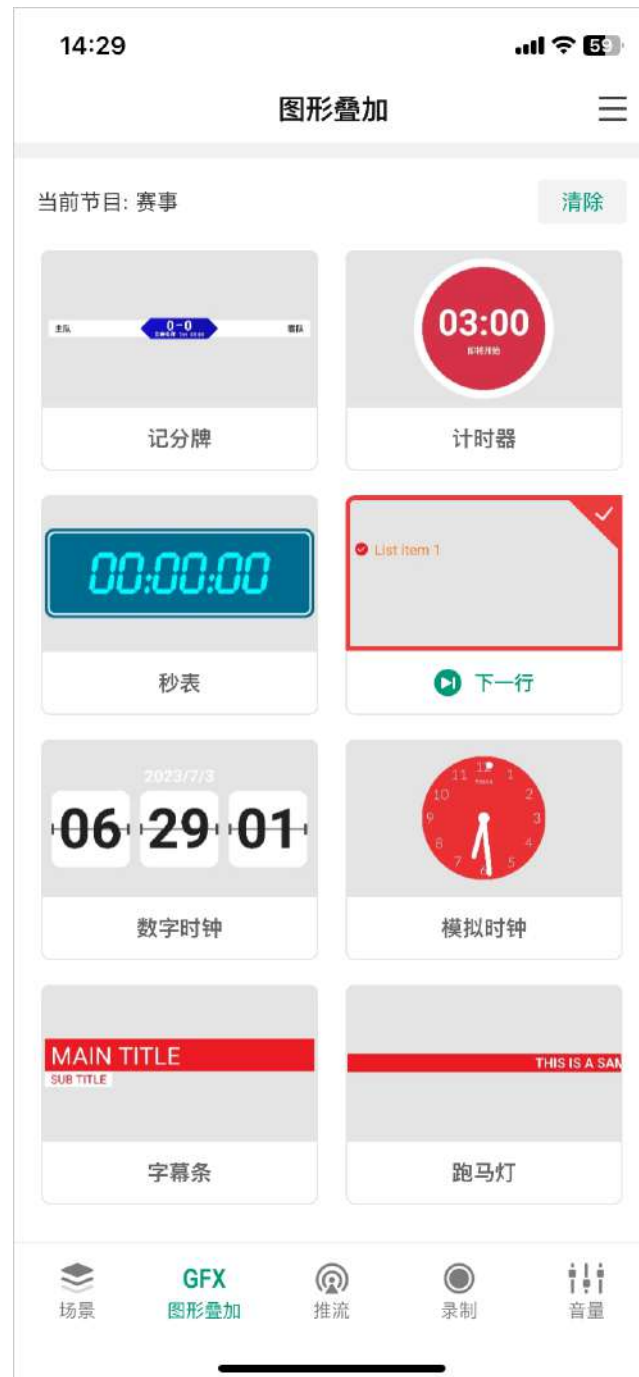 14:29
59
图形叠加
当前节目: 赛事
清除
主队
0-0
客队
03:00
即将开始
记分牌
计时器
00:00:00
List item 1
秒表
下一行
2023/7/3
06 29 01
11 12 1
10 2
9 3
8 4
7 6 5
数字时钟
模拟时钟
MAIN TITLE
SUB TITLE
THIS IS A SAM
字幕条
跑马灯
GFX
场景
图形叠加
推流
录制
音量